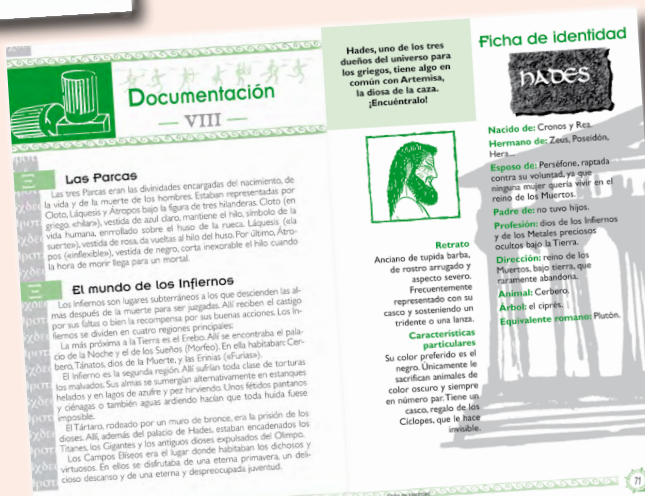 Documentación
— VIII —
Las Parcas
Las tres Parcas eran las divinidades encargadas del nacimiento, de
la vida y de la muerte de los hombres. Estaban representadas por
Cloto, Láquesis y Átropos bajo la figura de tres hilanderas. Cloto (en
griego, «hilar»), vestida de azul claro, mantiene el hilo, símbolo de la
vida humana, enrollado sobre el huso de la rueca. Láquesis («la
suerte»), vestida de rosa, da vueltas al hilo del huso. Por último, Átro-
pos («inflexible»), vestida de negro, corta inexorable el hilo cuando
la hora de morir llega para un mortal.
El mundo de los Infiernos
Los infiernos son lugares subterráneos a los que descienden las al-
mas después de la muerte para ser juzgadas. Allí reciben el castigo
por sus faltas o bien la recompensa por sus buenas acciones. Los In-
fiernos se dividen en cuatro regiones principales:
La más próxima a la Tierra es el Erebo. Allí se encontraba el pala-
cio de la Noche y el de los Sueños (Morfeo). En ella habitaban: Cer-
bero, Tánatos, dios de la Muerte, y las Erinias («Furias»).
El Infierno es la segunda región. Allí sufrían toda clase de torturas
los malvados. Sus almas se sumergían alternativamente en estanques
helados y en lagos de azufre y pez hirviendo. Unos fétidos pantanos
y ciénagas o también aguas ardiendo hacían que toda huida fuese
imposible.
El Tártaro, rodeado por un muro de bronce, era la prisión de los
dioses. Allí, además del palacio de Hades, estaban encadenados los
Titanes, los Gigantes y los antiguos dioses expulsados del Olimpo.
Los Campos Elíseos era el lugar donde habitaban los dichosos y
virtuosos. En ellos se disfrutaba de una eterna primavera, un deli-
cioso descanso y de una eterna y despreocupada juventud.
Hades, uno de los tres
dueños del universo para
los griegos, tiene algo en
común con Artemisa,
la diosa de la caza.
¡Encuéntralo!
Retrato
Anciano de tupida barba,
de rostro arrugado y
aspecto severo.
Frecuentemente
representado con su
casco y sosteniendo un
tridente o una lanza.
Características
particulares
Su color preferido es el
negro. Únicamente le
sacrifican animales de
color oscuro y siempre
en número par. Tiene un
casco, regalo de los
Cíclopes, que le hace
invisible.
Ficha de identidad
HADES
Nacido de: Cronos y Rea.
Hermano de: Zeus, Poseidón,
Hera...
Esposo de: Perséfone, raptada
contra su voluntad, ya que
ninguna mujer quería vivir en el
reino de los Muertos.
Padre de: no tuvo hijos.
Profesión: dios de los Infiernos
y de los Metales preciosos
ocultos bajo la Tierra.
Dirección: reino de los
Muertos, bajo tierra, que
raramente abandona.
Animal: Cerbero.
Árbol: el ciprés.
Equivalente romano: Plutón.
71